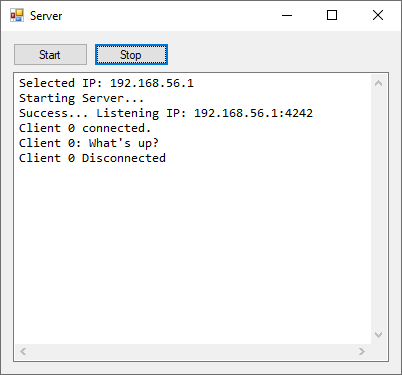 Server
Start Stop
Selected IP: 192.168.56.1
Starting Server...
Success... Listening IP: 192.168.56.1:4242
Client 0 connected.
Client 0: What's up?
Client 0 Disconnected